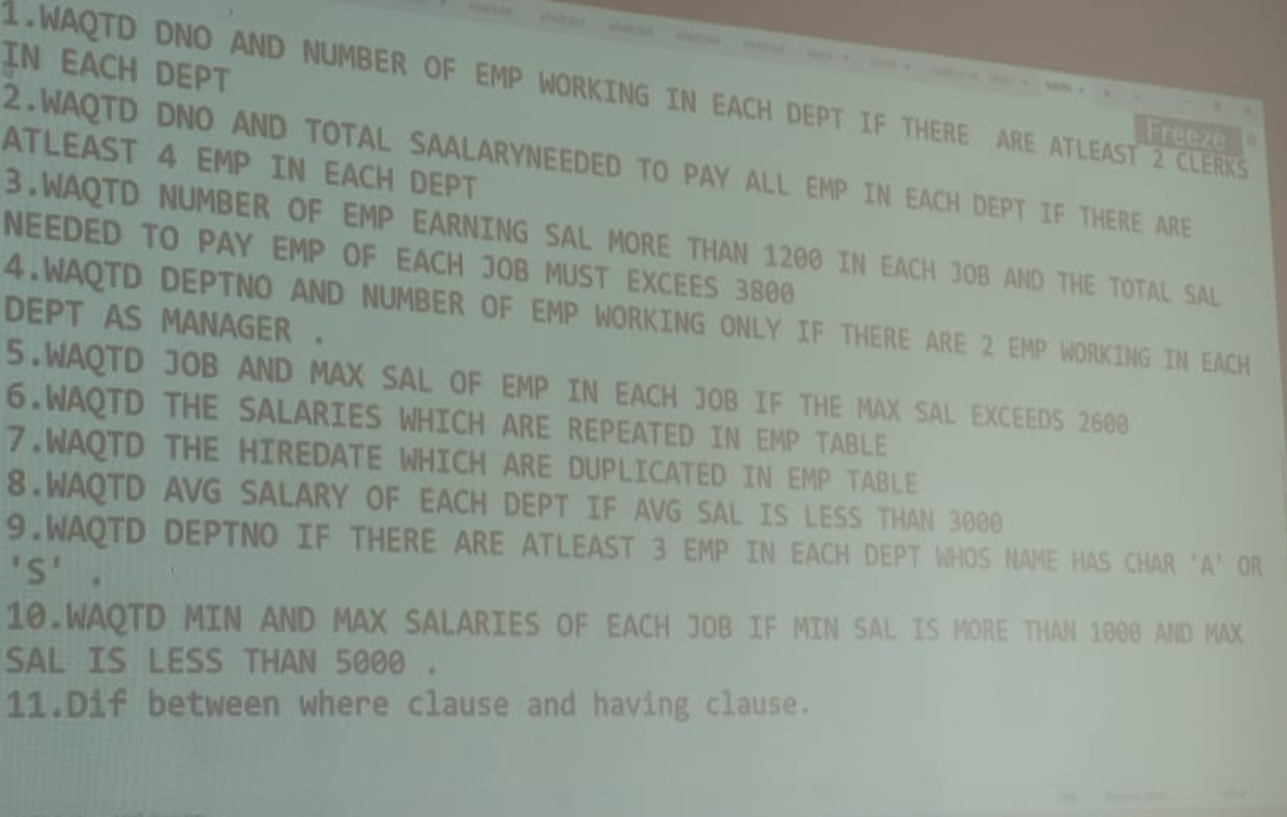 1.WAQTD DNO AND NUMBER OF EMP WORKING IN EACH DEPT IF THERE ARE ATLEAST 2 CLERKS
IN EACH DEPT
Freeze
2.WAQTD DNO AND TOTAL SAALARYNEEDED TO PAY ALL EMP IN EACH DEPT IF THERE ARE
ATLEAST 4 EMP IN EACH DEPT
3.WAQTD NUMBER OF EMP EARNING SAL MORE THAN 1200 IN EACH JOB AND THE TOTAL SAL
NEEDED TO PAY EMP OF EACH JOB MUST EXCEES 3800
4.WAQTD DEPTNO AND NUMBER OF EMP WORKING ONLY IF THERE ARE 2 EMP WORKING IN EACH
DEPT AS MANAGER .
5.WAQTD JOB AND MAX SAL OF EMP IN EACH JOB IF THE MAX SAL EXCEEDS 2600
6.WAQTD THE SALARIES WHICH ARE REPEATED IN EMP TABLE
7.WAQTD THE HIREDATE WHICH ARE DUPLICATED IN EMP TABLE
8.WAQTD AVG SALARY OF EACH DEPT IF AVG SAL IS LESS THAN 3000
9.WAQTD DEPTNO IF THERE ARE ATLEAST 3 EMP IN EACH DEPT WHOS NAME HAS CHAR 'A' OR
'S' .
10.WAQTD MIN AND MAX SALARIES OF EACH JOB IF MIN SAL IS MORE THAN 1000 AND MAX
SAL IS LESS THAN 5000 .
11.Dif between where clause and having clause.